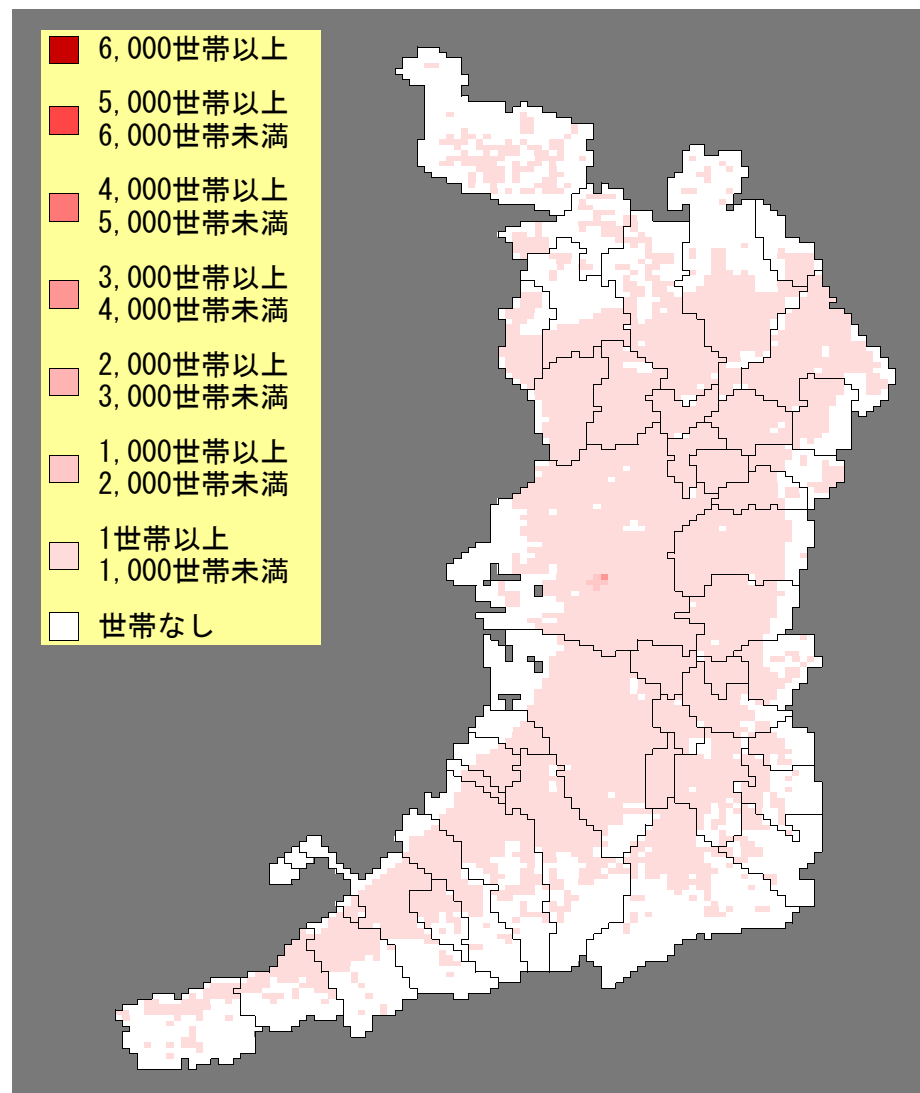 6,000世帯以上
5,000世帯以上
6,000世帯未満
4,000世帯以上
5,000世帯未満
3,000世帯以上
4,000世帯未満
2,000世帯以上
3,000世帯未満
1,000世帯以上
2,000世帯未満
1世帯以上
1,000世帯未満
世帯なし